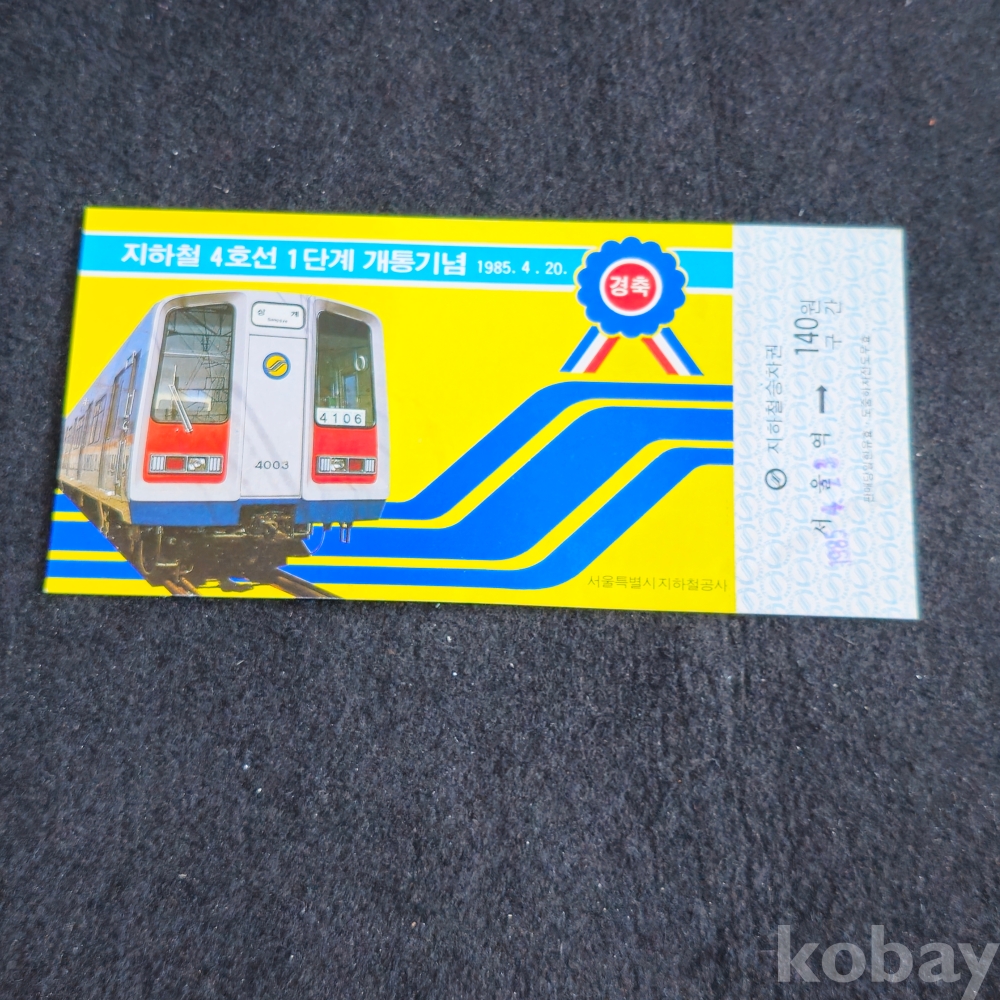 지하철 4호선 1단계 개통기념 1985. 4. 20.
경축
상계
4106
4003
서울특별시지하철공사
지하철승차권
서울역 → 140원 구간
1985. 4.
kobay